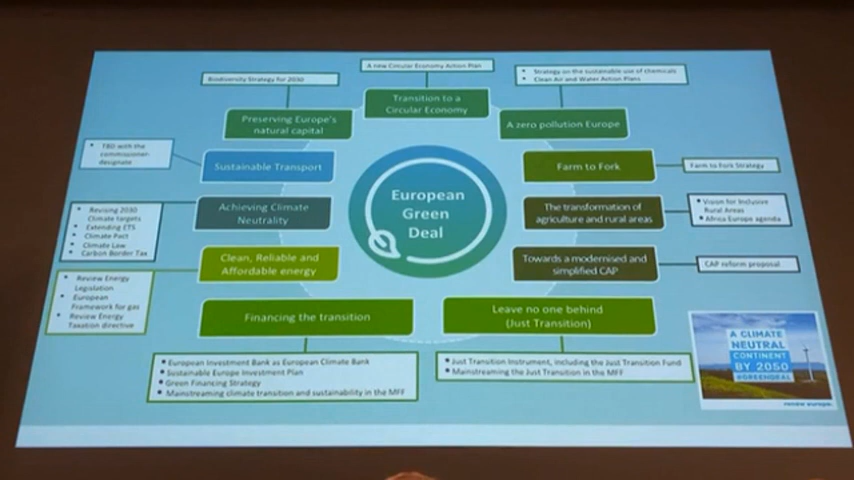 A new Circular Economy Action Plan
Biodiversity Strategy for 2030
• Strategy on the sustainable use of chemicals
• Clean Air and Water Action Plans
Transition to a
Circular Economy
Preserving Europe's
natural capital
A zero pollution Europe
• TBD with the
commissioner-
designate
Sustainable Transport
Farm to Fork
Farm to Fork Strategy
European
Green
Deal
• Revising 2030
Climate targets
• Extending ETS
• Climate Pact
• Climate Law
• Carbon Border Tax
Achieving Climate
Neutrality
The transformation of
agriculture and rural areas
• Vision for Inclusive
Rural Areas
• Africa Europe agenda
Clean, Reliable and
Affordable energy
Towards a modernised and
simplified CAP
CAP reform proposal
• Review Energy
Legislation
• European
Framework for gas
• Review Energy
Taxation directive
Financing the transition
Leave no one behind
(Just Transition)
• European Investment Bank as European Climate Bank
• Sustainable Europe Investment Plan
• Green Financing Strategy
• Mainstreaming climate transition and sustainability in the MFF
• Just Transition Instrument, including the Just Transition Fund
• Mainstreaming the Just Transition in the MFF
A CLIMATE
NEUTRAL
CONTINENT
BY 2050
#GREENDEAL
renew europe.